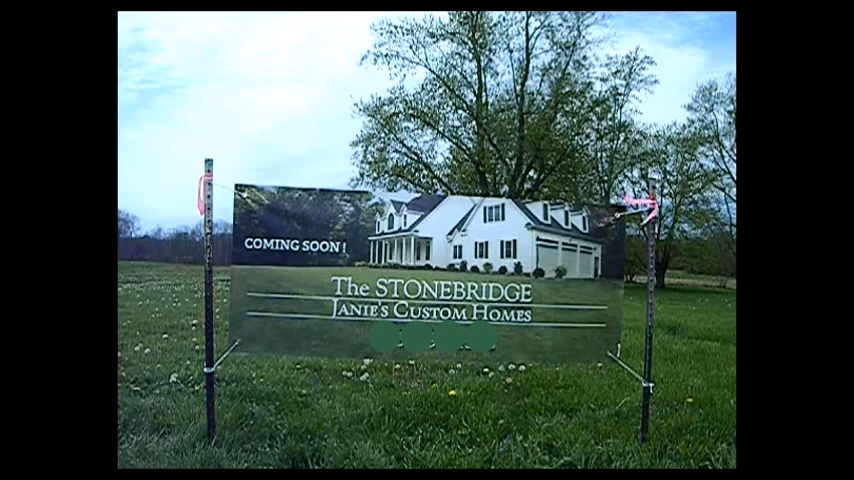 COMING SOON!
The STONEBRIDGE
JANIE'S CUSTOM HOMES